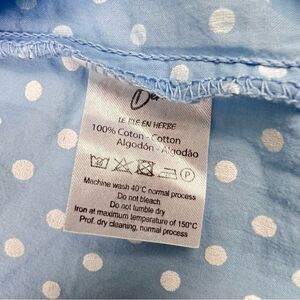 LE BLÉ EN HERBE
100% Coton - Cotton
Algodón - Algodão
Machine wash 40°C normal process
Do not bleach
Do not tumble dry
Iron at maximum temperature of 150°C
Prof. dry cleaning, normal process